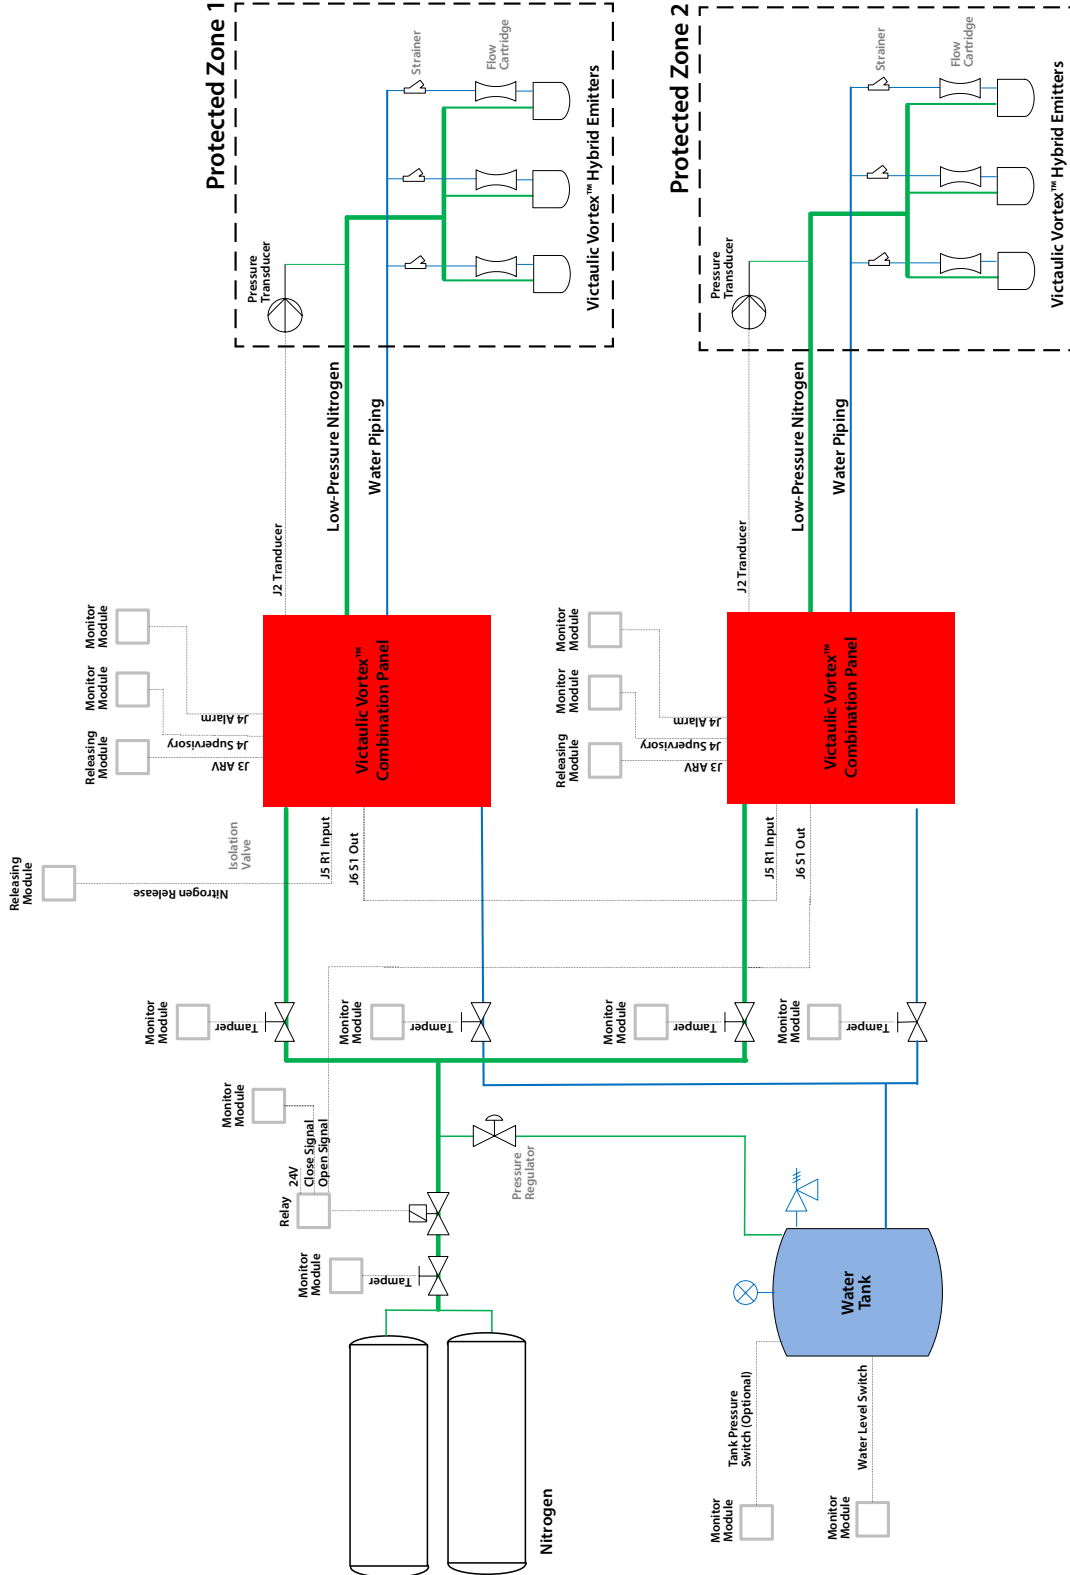 Protected Zone 1
Strainer
Flow
Cartridge
Pressure
Transducer
Victaulic Vortex™ Hybrid Emitters
Low-Pressure Nitrogen
Water Piping
J2 Tranducer
Monitor
Module
Monitor
Module
Releasing
Module
J4 Alarm
J4 Supervisory
J3 ARV
Victaulic Vortex™
Combination Panel
Releasing
Module
Nitrogen Release
Isolation
Valve
J5 R1 Input
J6 S1 Out
Monitor
Module
Tamper
Monitor
Module
Tamper
Protected Zone 2
Strainer
Flow
Cartridge
Pressure
Transducer
Victaulic Vortex™ Hybrid Emitters
Low-Pressure Nitrogen
Water Piping
J2 Tranducer
Monitor
Module
Monitor
Module
Releasing
Module
J4 Alarm
J4 Supervisory
J3 ARV
Victaulic Vortex™
Combination Panel
J5 R1 Input
J6 S1 Out
Monitor
Module
Tamper
Monitor
Module
Tamper
Monitor
Module
24V
Close Signal
Open Signal
Relay
Pressure
Regulator
Monitor
Module
Tamper
Nitrogen
Water
Tank
Tank Pressure
Switch (Optional)
Water Level Switch
Monitor
Module
Monitor
Module